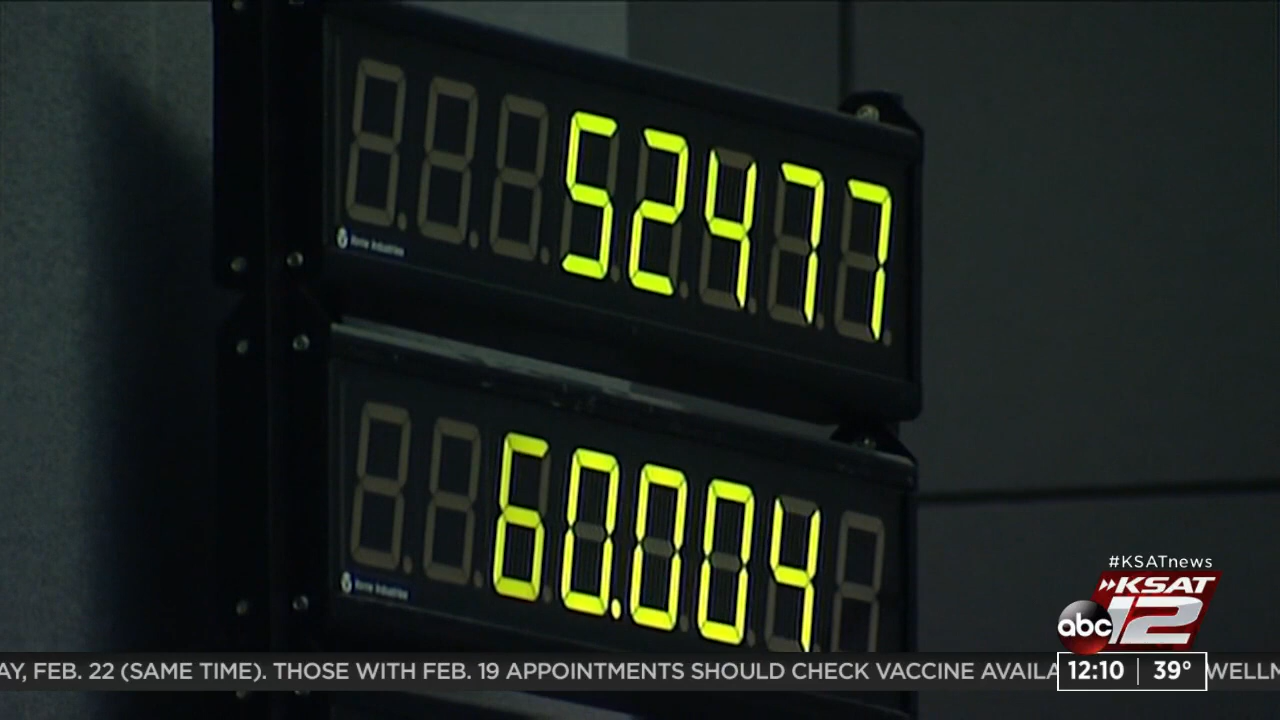 52477
60.004
#KSATnews
KSAT
abc 12
AY, FEB. 22 (SAME TIME). THOSE WITH FEB. 19 APPOINTMENTS SHOULD CHECK VACCINE AVAILA
12:10 39°
WELLN